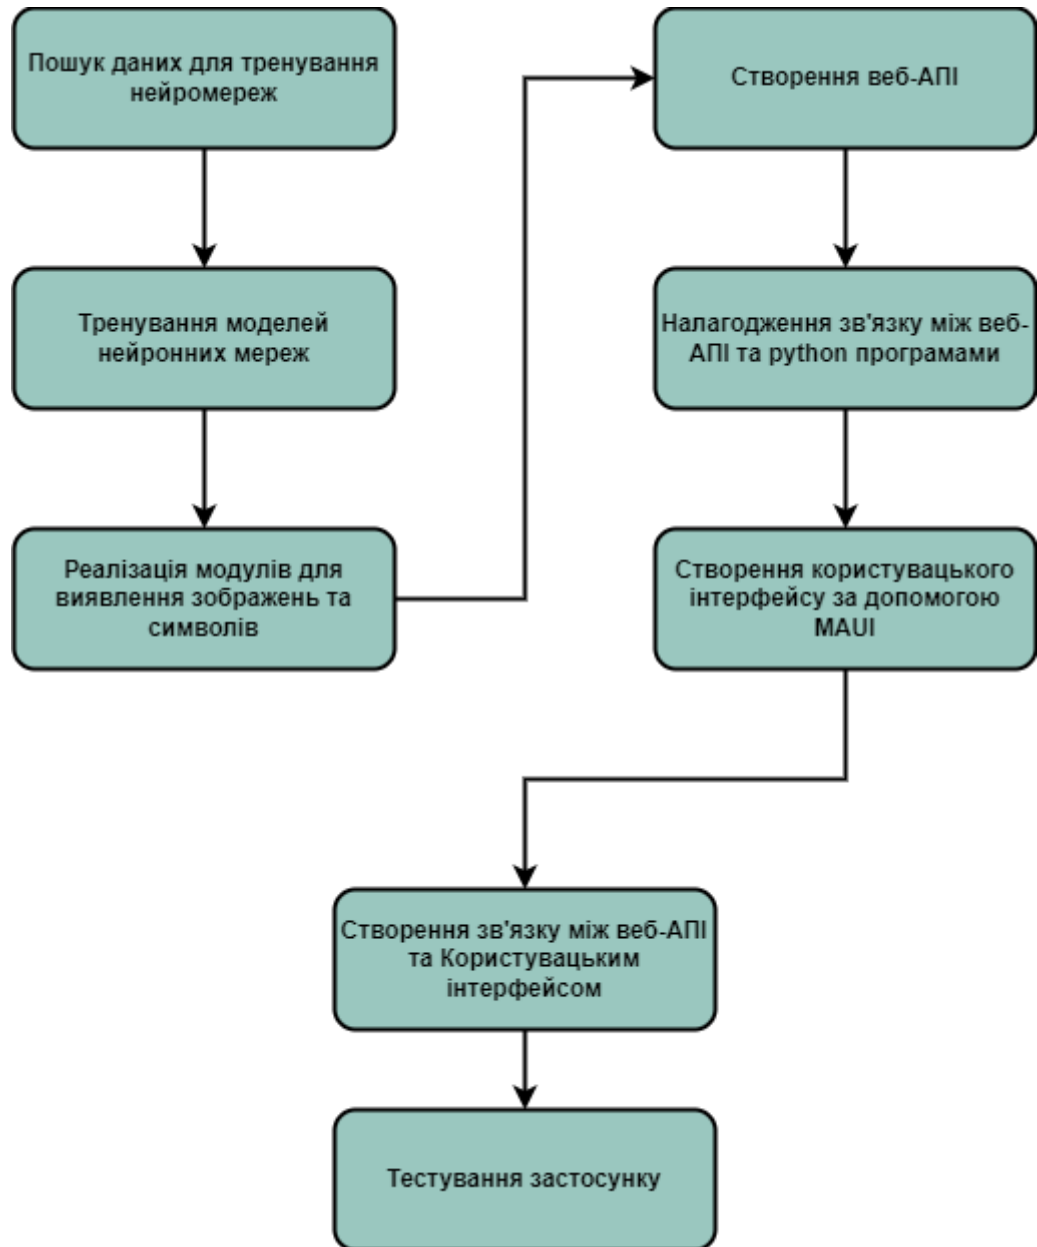 Пошук даних для тренування
нейромереж
Тренування моделей
нейронних мереж
Реалізація модулів для
виявлення зображень та
символів
Створення веб-АПІ
Налагодження зв'язку між веб-
АПІ та python програмами
Створення користувацького
інтерфейсу за допомогою
MAUI
Створення зв'язку між веб-АПІ
та Користувацьким
інтерфейсом
Тестування застосунку